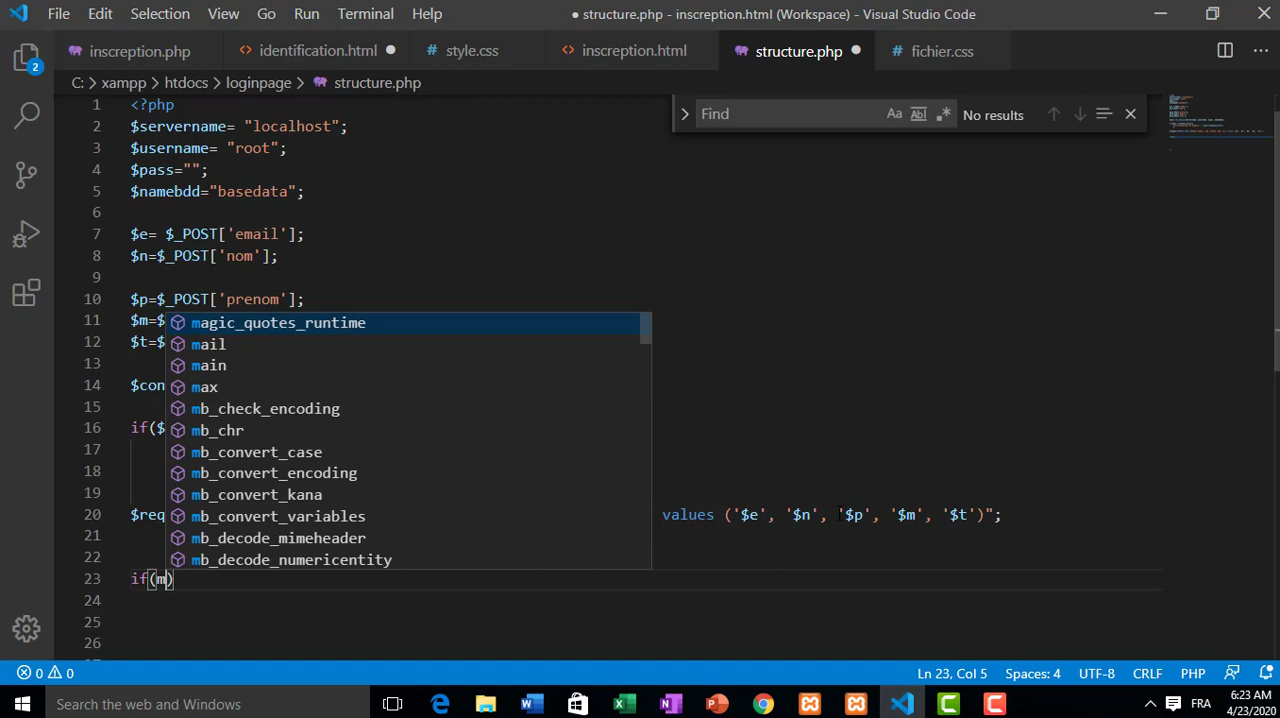 File Edit Selection View Go Run Terminal Help ● structure.php - inscreption.html (Workspace) - Visual Studio Code
inscreption.php identification.html ● style.css inscreption.html structure.php ● fichier.css
C: > xampp > htdocs > loginpage > structure.php
Find Aa Abl .* No results
1 <?php
2 $servername= "localhost";
3 $username= "root";
4 $pass="";
5 $namebdd="basedata";
6
7 $e= $_POST['email'];
8 $n=$_POST['nom'];
9
10 $p=$_POST['prenom'];
11 $m=$ magic_quotes_runtime
12 $t=$ mail
13 main
14 $con max
15 mb_check_encoding
16 if($ mb_chr
17 mb_convert_case
18 mb_convert_encoding
19 mb_convert_kana
20 $req mb_convert_variables values ('$e', '$n', '$p', '$m', '$t')";
21 mb_decode_mimeheader
22 mb_decode_numericentity
23 if(m)
24
25
26
2
0 0 Ln 23, Col 5 Spaces: 4 UTF-8 CRLF PHP
Search the Web and Windows FRA 6:23 AM
4/23/2020